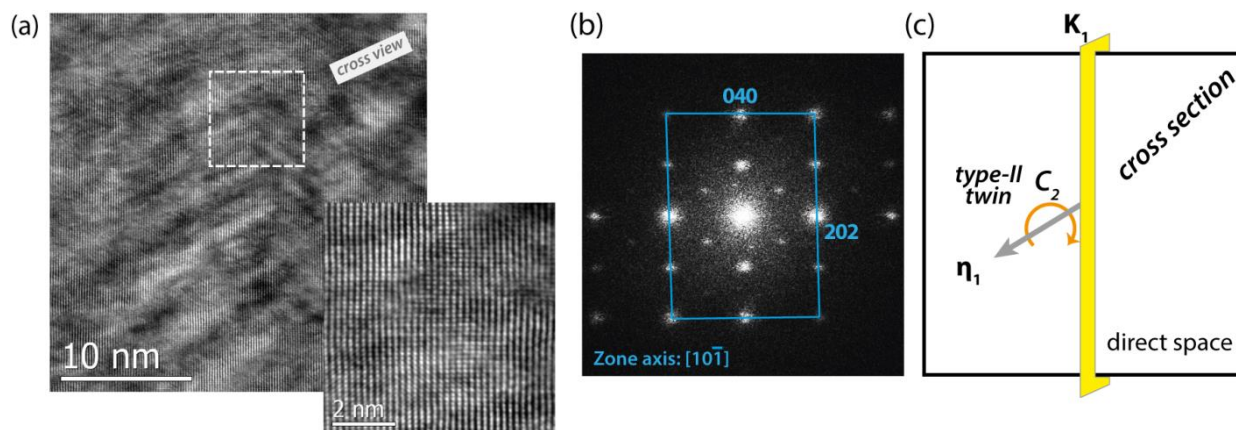 (a)
cross view
10 nm
2 nm
(b)
040
202
Zone axis: [101̄]
(c)
K₁
cross section
type-II
twin
C₂
η₁
direct space